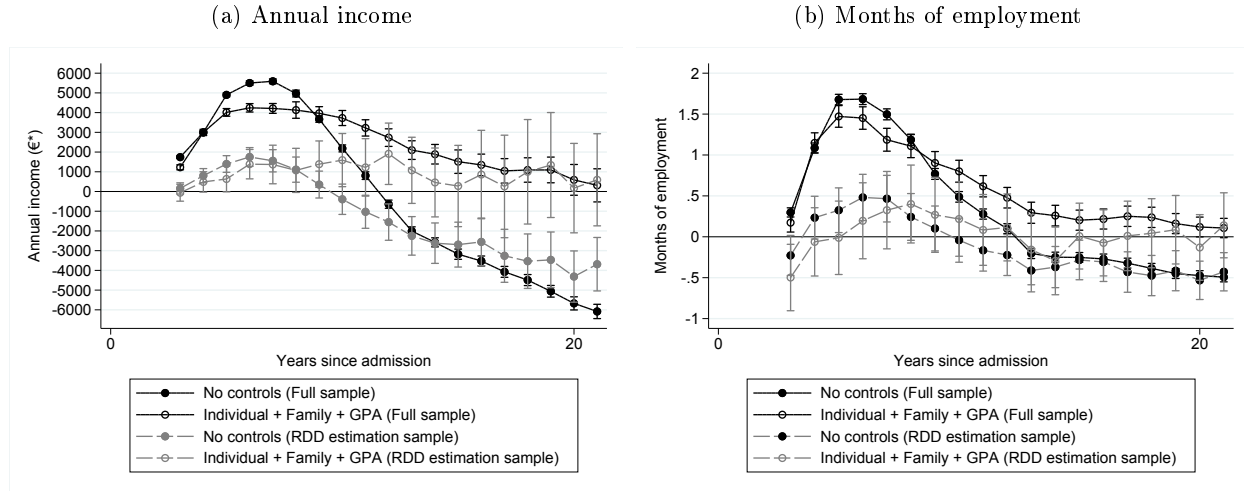 (a) Annual income
6000
5000
4000
3000
2000
1000
0
-1000
-2000
-3000
-4000
-5000
-6000
Annual income (€*)
0
20
Years since admission
No controls (Full sample)
Individual + Family + GPA (Full sample)
No controls (RDD estimation sample)
Individual + Family + GPA (RDD estimation sample)
(b) Months of employment
2
1.5
1
.5
0
-.5
-1
Months of employment
0
20
Years since admission
No controls (Full sample)
Individual + Family + GPA (Full sample)
No controls (RDD estimation sample)
Individual + Family + GPA (RDD estimation sample)